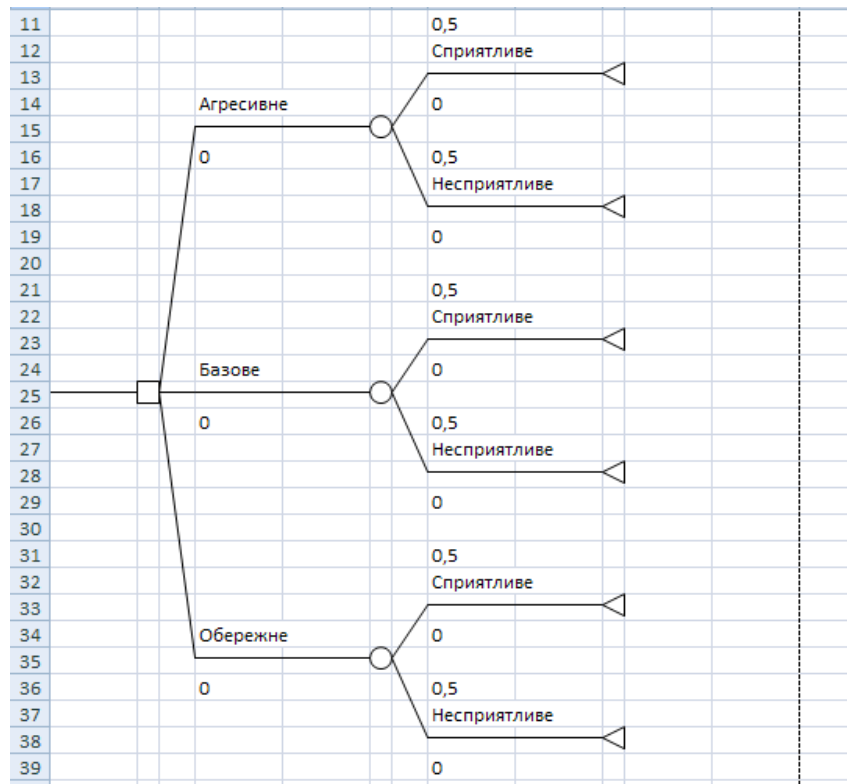 11 0,5
12 Сприятливе
13
14 Агресивне 0
15
16 0 0,5
17 Несприятливе
18
19 0
20
21 0,5
22 Сприятливе
23
24 Базове 0
25
26 0 0,5
27 Несприятливе
28
29 0
30
31 0,5
32 Сприятливе
33
34 Обережне 0
35
36 0 0,5
37 Несприятливе
38
39 0